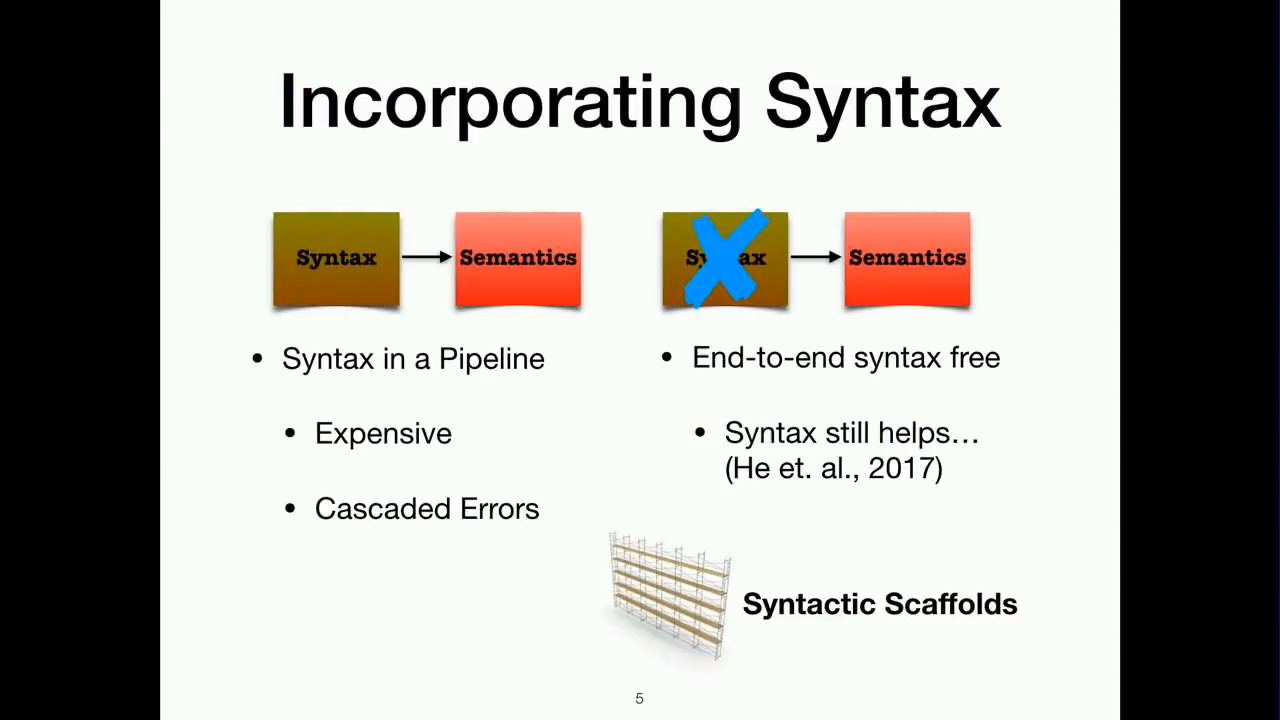 Incorporating Syntax
Syntax
Semantics
Syntax
Semantics
• Syntax in a Pipeline
• Expensive
• Cascaded Errors
• End-to-end syntax free
• Syntax still helps…
(He et. al., 2017)
Syntactic Scaffolds
5